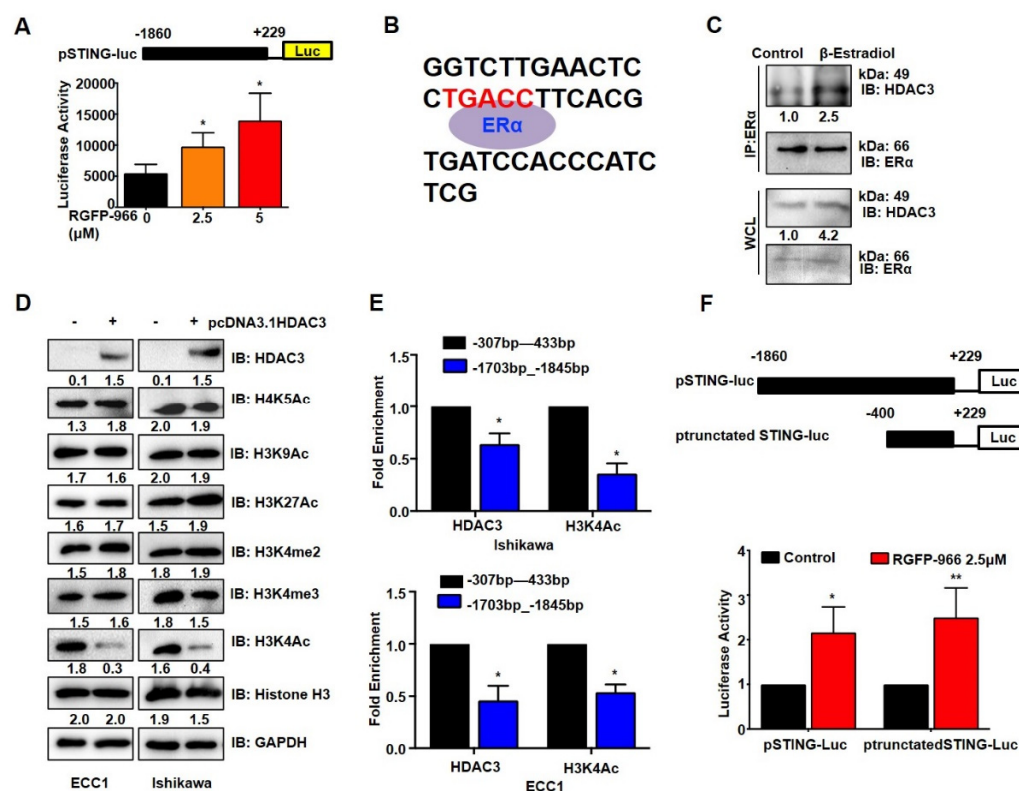 A
-1860 +229
pSTING-luc Luc
Luciferase Activity
20000
15000
10000
5000
0
* *
RGFP-966 0 2.5 5
(μM)
B
GGTCTTGAACTC
CTGACCTTCACG
ERα
TGATCCACCCATC
TCG
C
Control β-Estradiol
IP:ERα
kDa: 49
IB: HDAC3
1.0 2.5
kDa: 66
IB: ERα
WCL
kDa: 49
IB: HDAC3
1.0 4.2
kDa: 66
IB: ERα
D
- + - + pcDNA3.1HDAC3
IB: HDAC3
0.1 1.5 0.1 1.5
IB: H4K5Ac
1.3 1.8 2.0 1.9
IB: H3K9Ac
1.7 1.6 2.0 1.9
IB: H3K27Ac
1.6 1.7 1.5 1.9
IB: H3K4me2
1.5 1.8 1.8 1.9
IB: H3K4me3
1.5 1.6 1.8 1.5
IB: H3K4Ac
1.8 0.3 1.6 0.4
IB: Histone H3
2.0 2.0 1.9 1.5
IB: GAPDH
ECC1 Ishikawa
E
-307bp—433bp
-1703bp_-1845bp
Fold Enrichment
1.5
1.0
0.5
0.0
* *
HDAC3 H3K4Ac
Ishikawa
-307bp—433bp
-1703bp_-1845bp
Fold Enrichment
1.5
1.0
0.5
0.0
* *
HDAC3 H3K4Ac
ECC1
F
-1860 +229
pSTING-luc Luc
-400 +229
ptrunctated STING-luc Luc
Control RGFP-966 2.5μM
Luciferase Activity
4
3
2
1
0
* **
pSTING-Luc ptrunctatedSTING-Luc